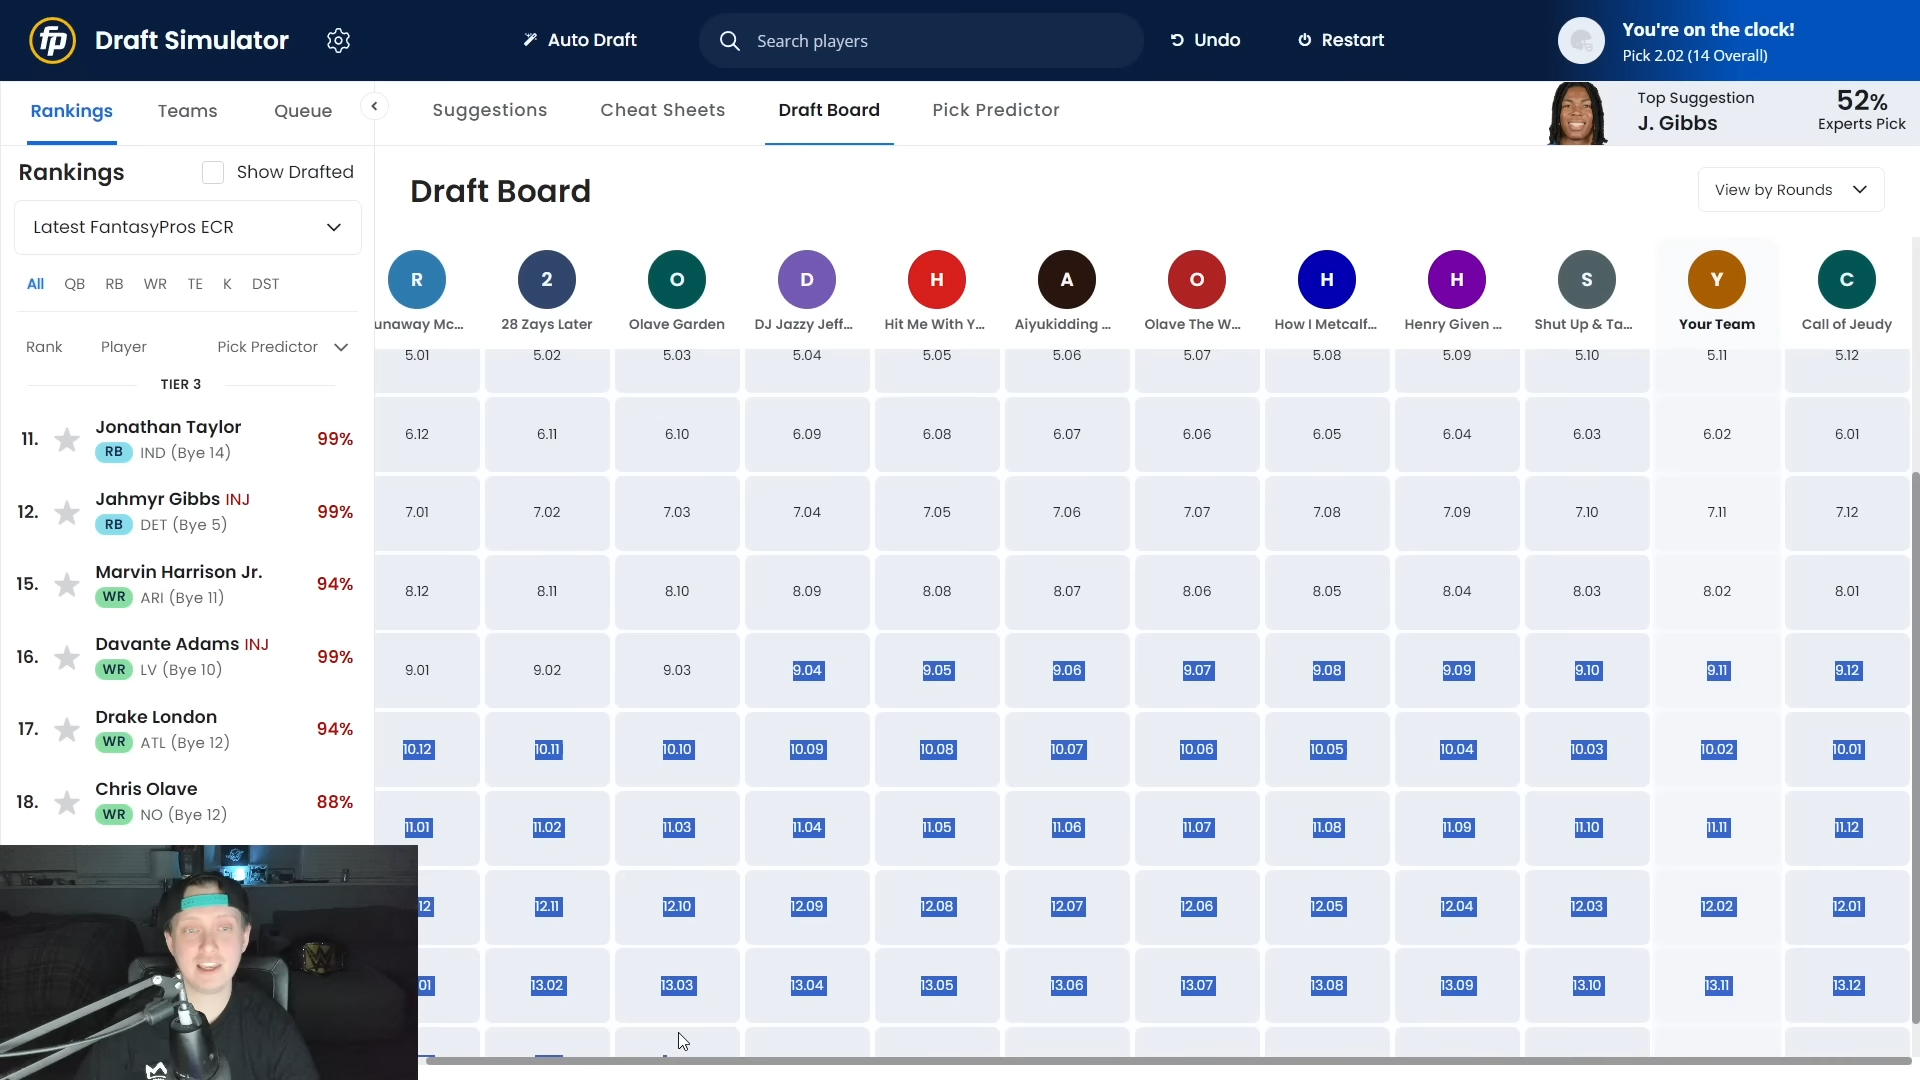 fp Draft Simulator
Auto Draft
Search players
Undo
Restart
You're on the clock!
Pick 2.02 (14 Overall)
Rankings Teams Queue
Suggestions Cheat Sheets Draft Board Pick Predictor
Top Suggestion
J. Gibbs
52%
Experts Pick
Rankings
Show Drafted
Latest FantasyPros ECR
All QB RB WR TE K DST
Rank Player Pick Predictor
TIER 3
11. Jonathan Taylor 99%
RB IND (Bye 14)
12. Jahmyr Gibbs INJ 99%
RB DET (Bye 5)
15. Marvin Harrison Jr. 94%
WR ARI (Bye 11)
16. Davante Adams INJ 99%
WR LV (Bye 10)
17. Drake London 94%
WR ATL (Bye 12)
18. Chris Olave 88%
WR NO (Bye 12)
Draft Board
View by Rounds
R 2 O D H A O H H S Y C
unaway Mc... 28 Zays Later Olave Garden DJ Jazzy Jeff... Hit Me With Y... Aiyukidding ... Olave The W... How I Metcalf... Henry Given ... Shut Up & Ta... Your Team Call of Jeudy
5.01 5.02 5.03 5.04 5.05 5.06 5.07 5.08 5.09 5.10 5.11 5.12
6.12 6.11 6.10 6.09 6.08 6.07 6.06 6.05 6.04 6.03 6.02 6.01
7.01 7.02 7.03 7.04 7.05 7.06 7.07 7.08 7.09 7.10 7.11 7.12
8.12 8.11 8.10 8.09 8.08 8.07 8.06 8.05 8.04 8.03 8.02 8.01
9.01 9.02 9.03 9.04 9.05 9.06 9.07 9.08 9.09 9.10 9.11 9.12
10.12 10.11 10.10 10.09 10.08 10.07 10.06 10.05 10.04 10.03 10.02 10.01
11.01 11.02 11.03 11.04 11.05 11.06 11.07 11.08 11.09 11.10 11.11 11.12
12 12.11 12.10 12.09 12.08 12.07 12.06 12.05 12.04 12.03 12.02 12.01
01 13.02 13.03 13.04 13.05 13.06 13.07 13.08 13.09 13.10 13.11 13.12